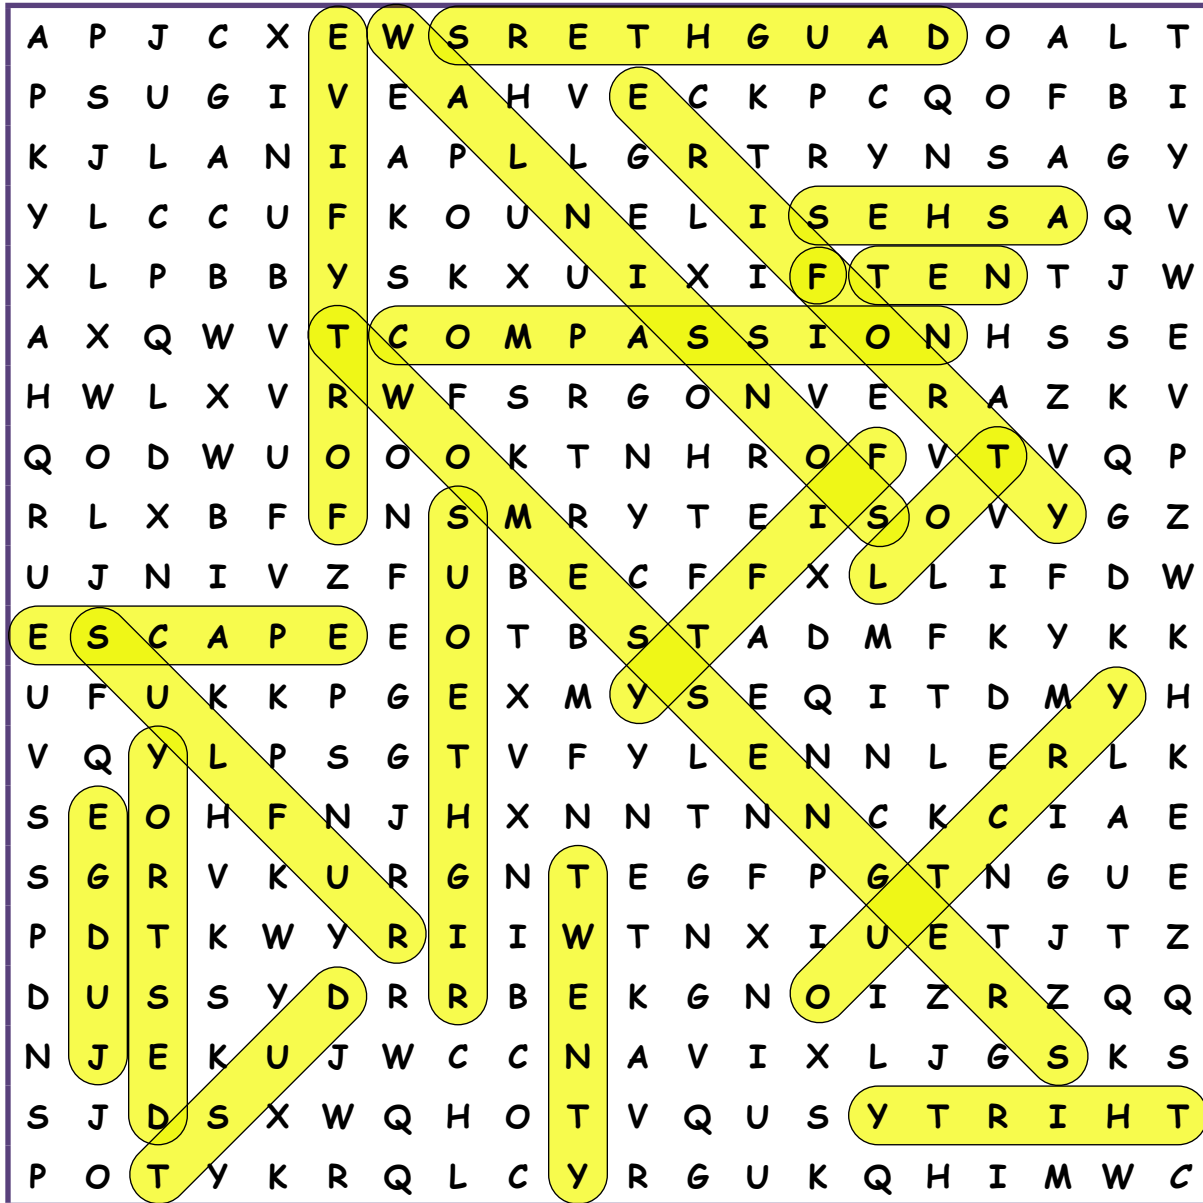 A P J C X E W S R E T H G U A D O A L T
P S U G I V E A H V E C K P C Q O F B I
K J L A N I A P L L G R T R Y N S A G Y
Y L C C U F K O U N E L I S E H S A Q V
X L P B B Y S K X U I X I F T E N T J W
A X Q W V T C O M P A S S I O N H S S E
H W L X V R W F S R G O N V E R A Z K V
Q O D W U O O O K T N H R O F V T V Q P
R L X B F F N S M R Y T E I S O V Y G Z
U J N I V Z F U B E C F F X L L I F D W
E S C A P E E O T B S T A D M F K Y K K
U F U K K P G E X M Y S E Q I T D M Y H
V Q Y L P S G T V F Y L E N N L E R L K
S E O H F N J H X N N T N N C K C I A E
S G R V K U R G N T E G F P G T N G U E
P D T K W Y R I I W T N X I U E T J T Z
D U S S Y D R R B E K G N O I Z R Z Q Q
N J E K U J W C C N A V I X L J G S K S
S J D S X W Q H O T V Q U S Y T R I H T
P O T Y K R Q L C Y R G U K Q H I M W C